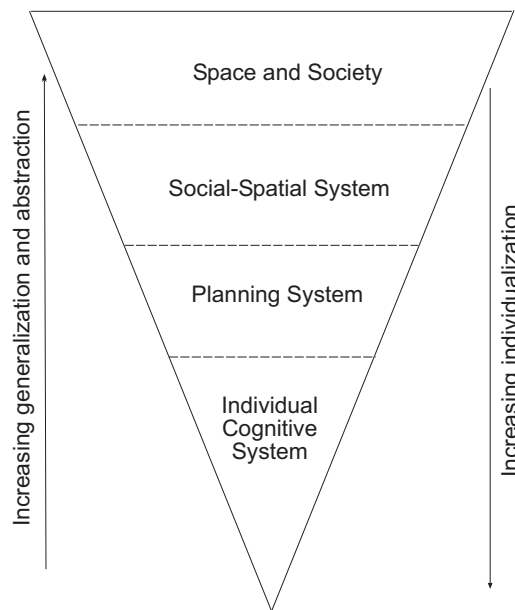 Space and Society
Social-Spatial System
Planning System
Individual
Cognitive
System
Increasing generalization and abstraction
Increasing individualization